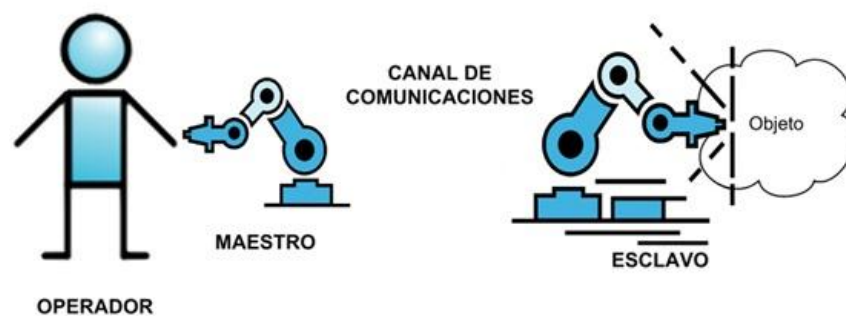 CANAL DE
COMUNICACIONES
Objeto
MAESTRO
ESCLAVO
OPERADOR